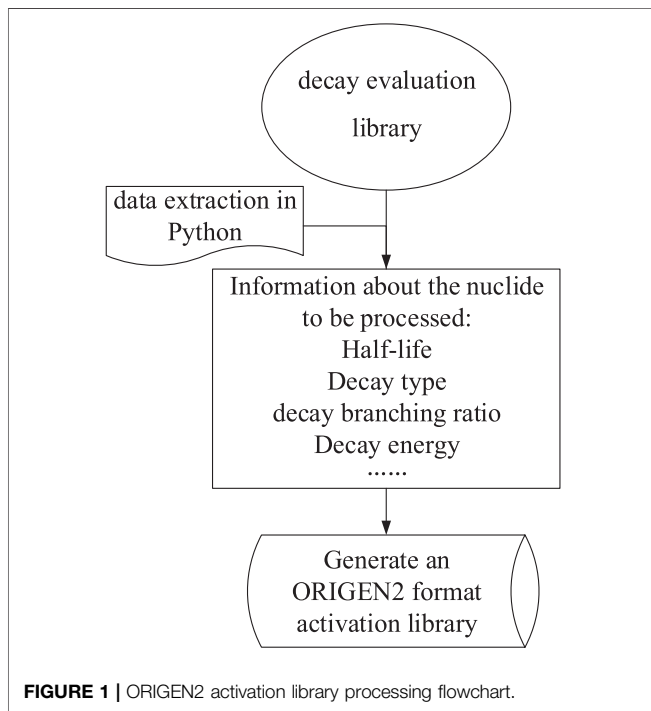 decay evaluation
library
data extraction in
Python
Information about the nuclide
to be processed:
Half-life
Decay type
decay branching ratio
Decay energy
......
Generate an
ORIGEN2 format
activation library
FIGURE 1 | ORIGEN2 activation library processing flowchart.